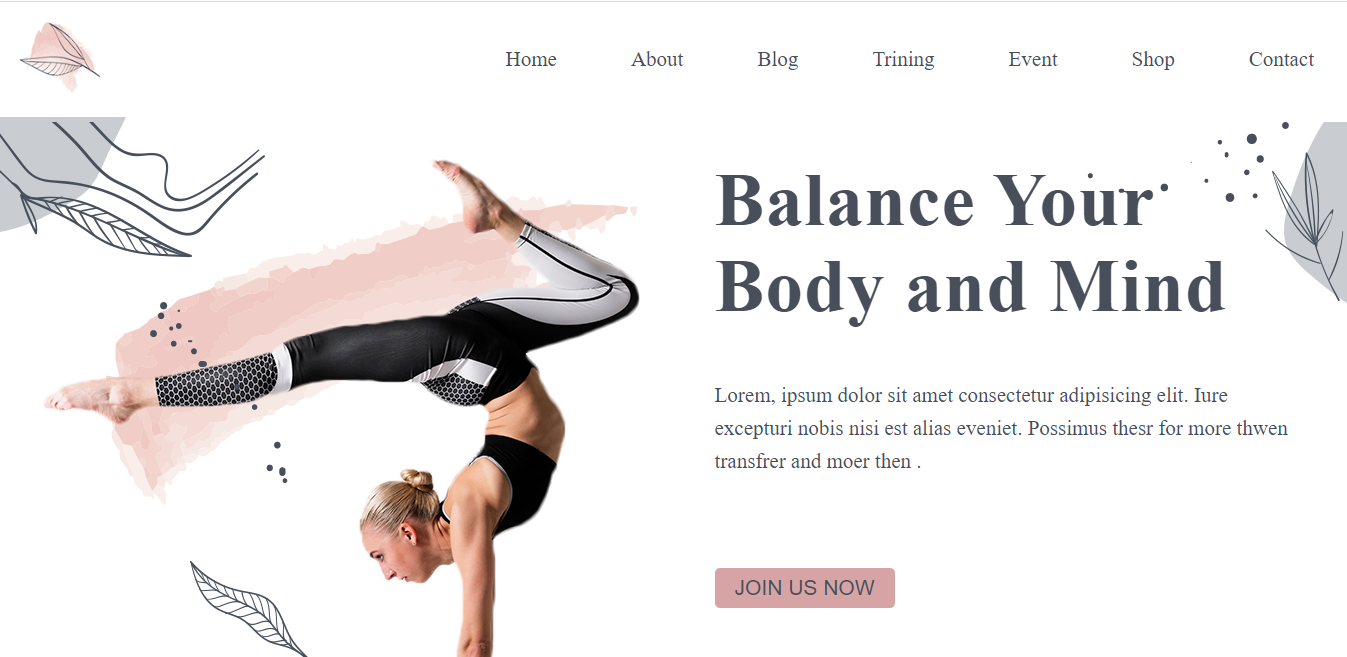 Home About Blog Trining Event Shop Contact
Balance Your
Body and Mind
Lorem, ipsum dolor sit amet consectetur adipisicing elit. Iure
excepturi nobis nisi est alias eveniet. Possimus thesr for more thwen
transfrer and moer then .
JOIN US NOW